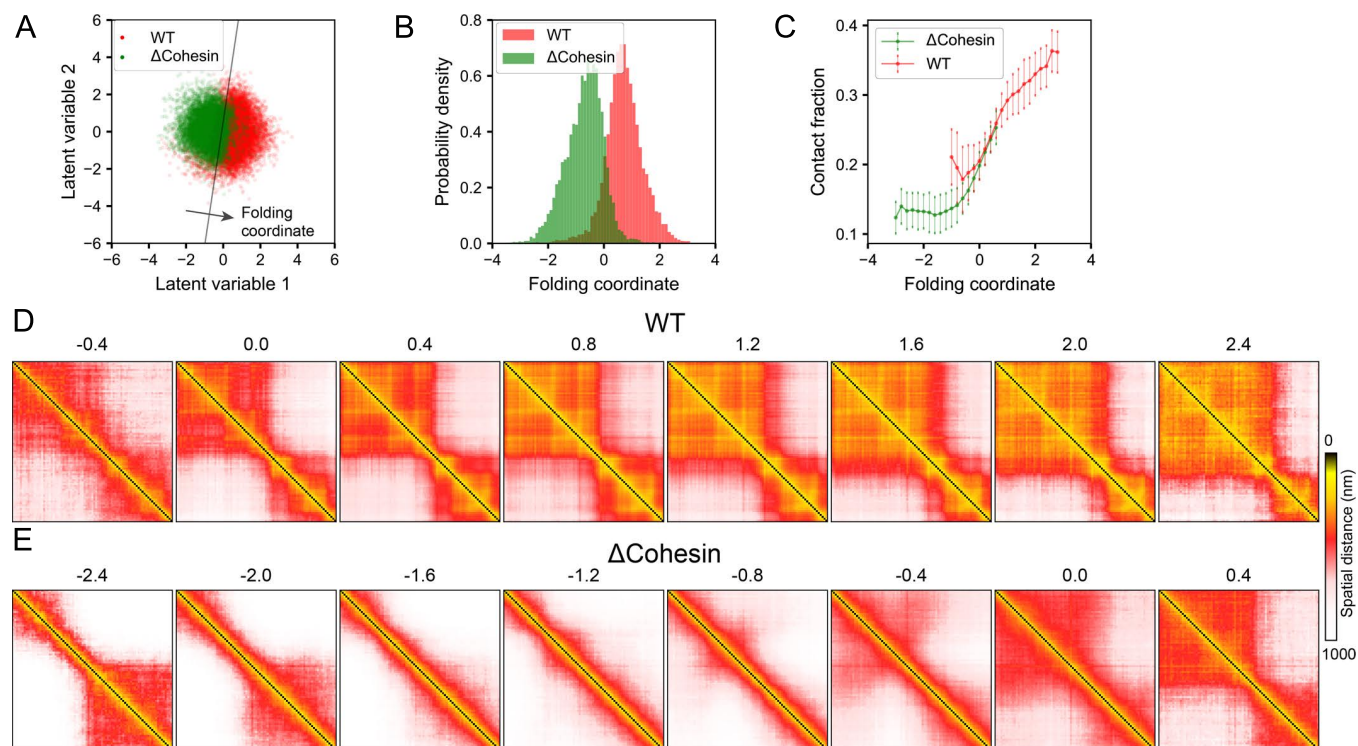 A
WT
ΔCohesin
6
4
2
0
−2
−4
−6
Latent variable 2
Folding
coordinate
−6 −4 −2 0 2 4 6
Latent variable 1
B
WT
ΔCohesin
0.8
0.6
0.4
0.2
0.0
Probability density
−4 −2 0 2 4
Folding coordinate
C
ΔCohesin
WT
0.4
0.3
0.2
0.1
Contact fraction
−4 −2 0 2 4
Folding coordinate
D
WT
-0.4 0.0 0.4 0.8 1.2 1.6 2.0 2.4
E
ΔCohesin
-2.4 -2.0 -1.6 -1.2 -0.8 -0.4 0.0 0.4
0
Spatial distance (nm)
1000